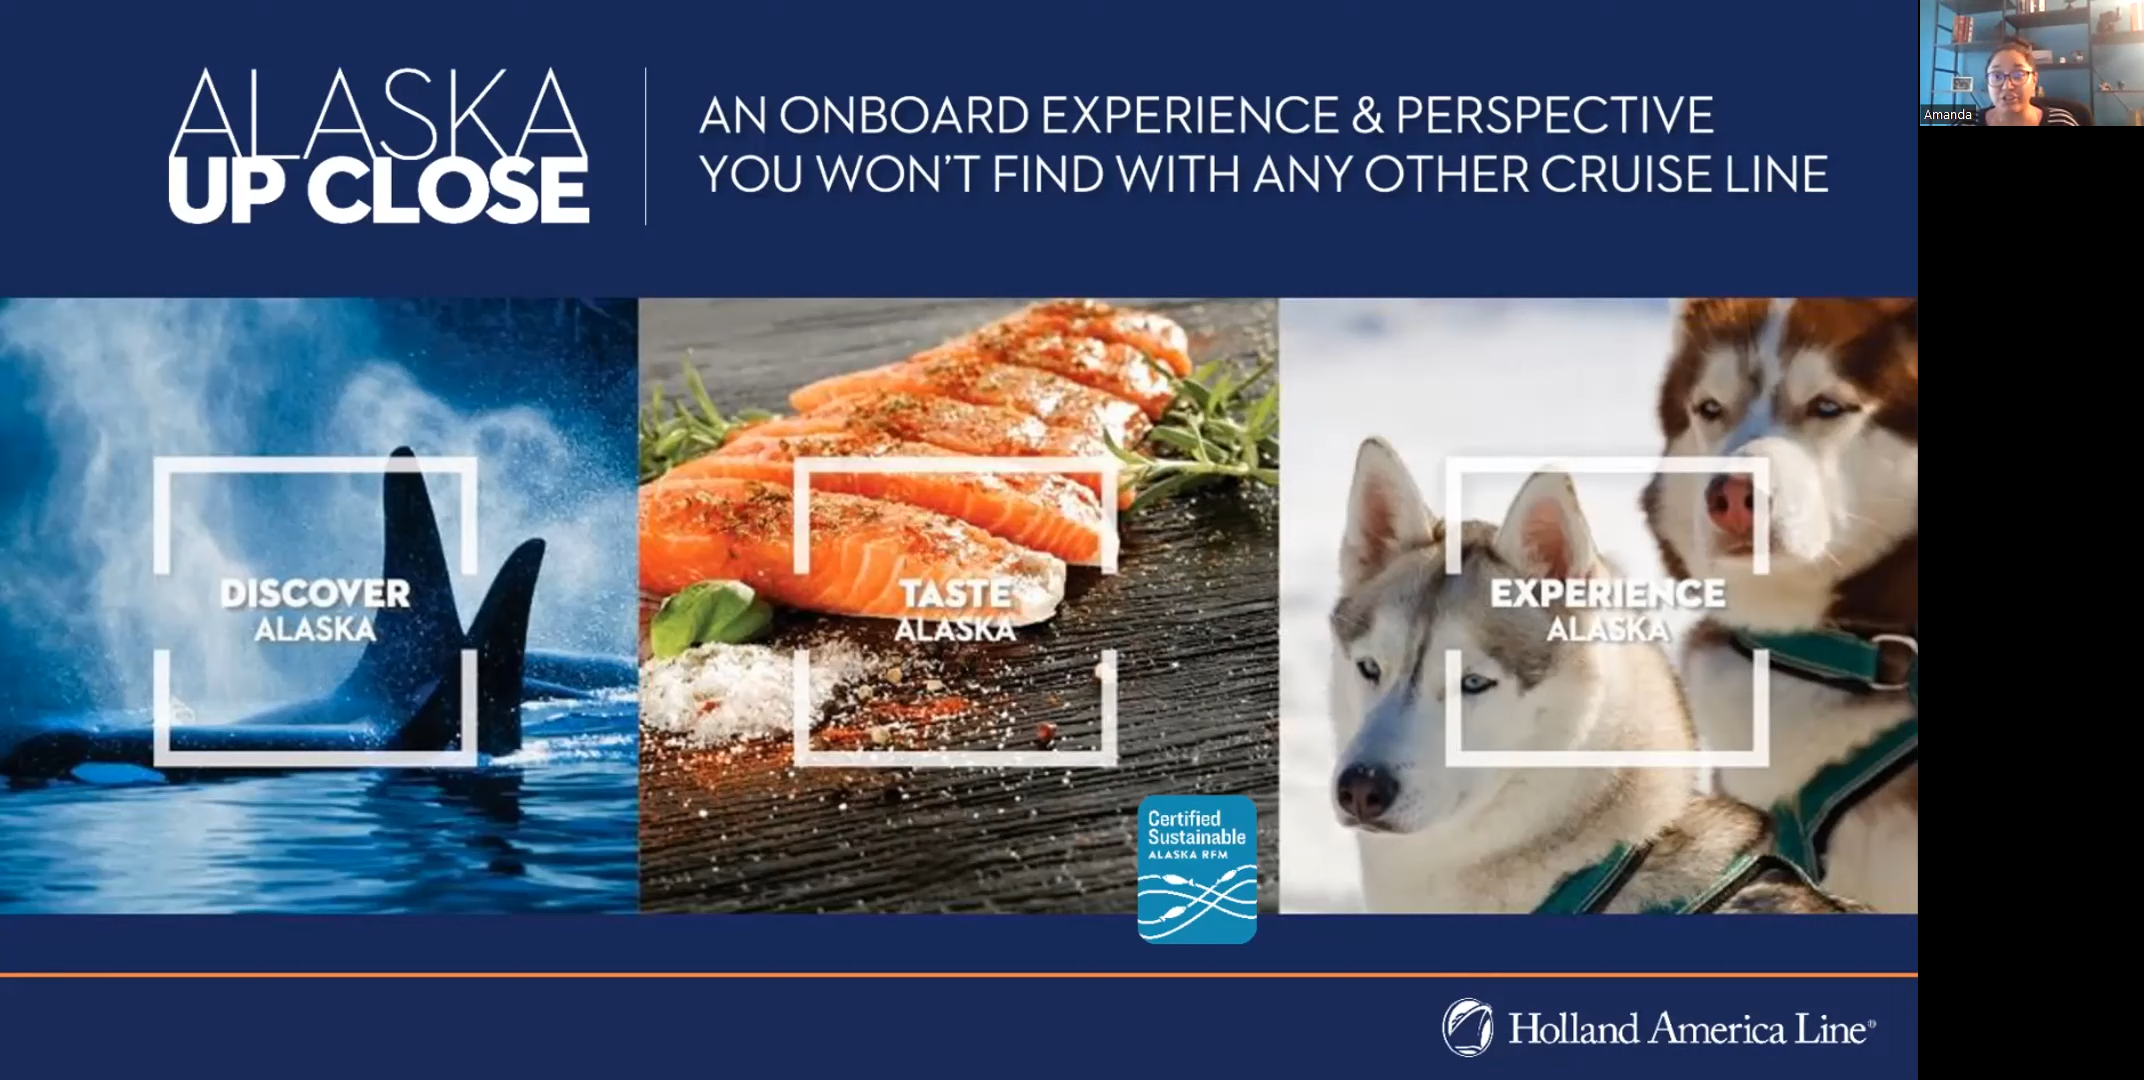 ALASKA
UP CLOSE
AN ONBOARD EXPERIENCE & PERSPECTIVE
YOU WON'T FIND WITH ANY OTHER CRUISE LINE
Amanda
DISCOVER
ALASKA
TASTE
ALASKA
EXPERIENCE
ALASKA
Certified
Sustainable
ALASKA RFM
Holland America Line®